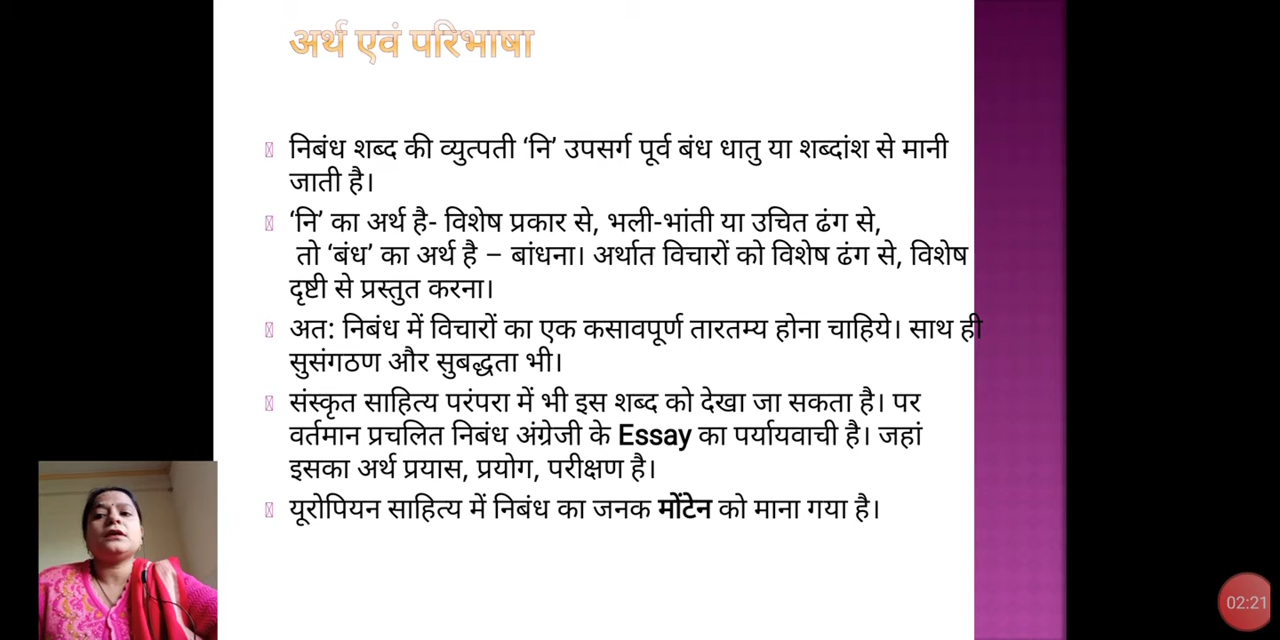 अर्थ एवं परिभाषा
निबंध शब्द की व्युत्पती ‘नि’ उपसर्ग पूर्व बंध धातु या शब्दांश से मानी
जाती है।
‘नि’ का अर्थ है- विशेष प्रकार से, भली-भांती या उचित ढंग से,
तो ‘बंध’ का अर्थ है – बांधना। अर्थात विचारों को विशेष ढंग से, विशेष
दृष्टी से प्रस्तुत करना।
अत: निबंध में विचारों का एक कसावपूर्ण तारतम्य होना चाहिये। साथ ही
सुसंगठण और सुबद्धता भी।
संस्कृत साहित्य परंपरा में भी इस शब्द को देखा जा सकता है। पर
वर्तमान प्रचलित निबंध अंग्रेजी के Essay का पर्यायवाची है। जहां
इसका अर्थ प्रयास, प्रयोग, परीक्षण है।
यूरोपियन साहित्य में निबंध का जनक मोंटेन को माना गया है।
02:21